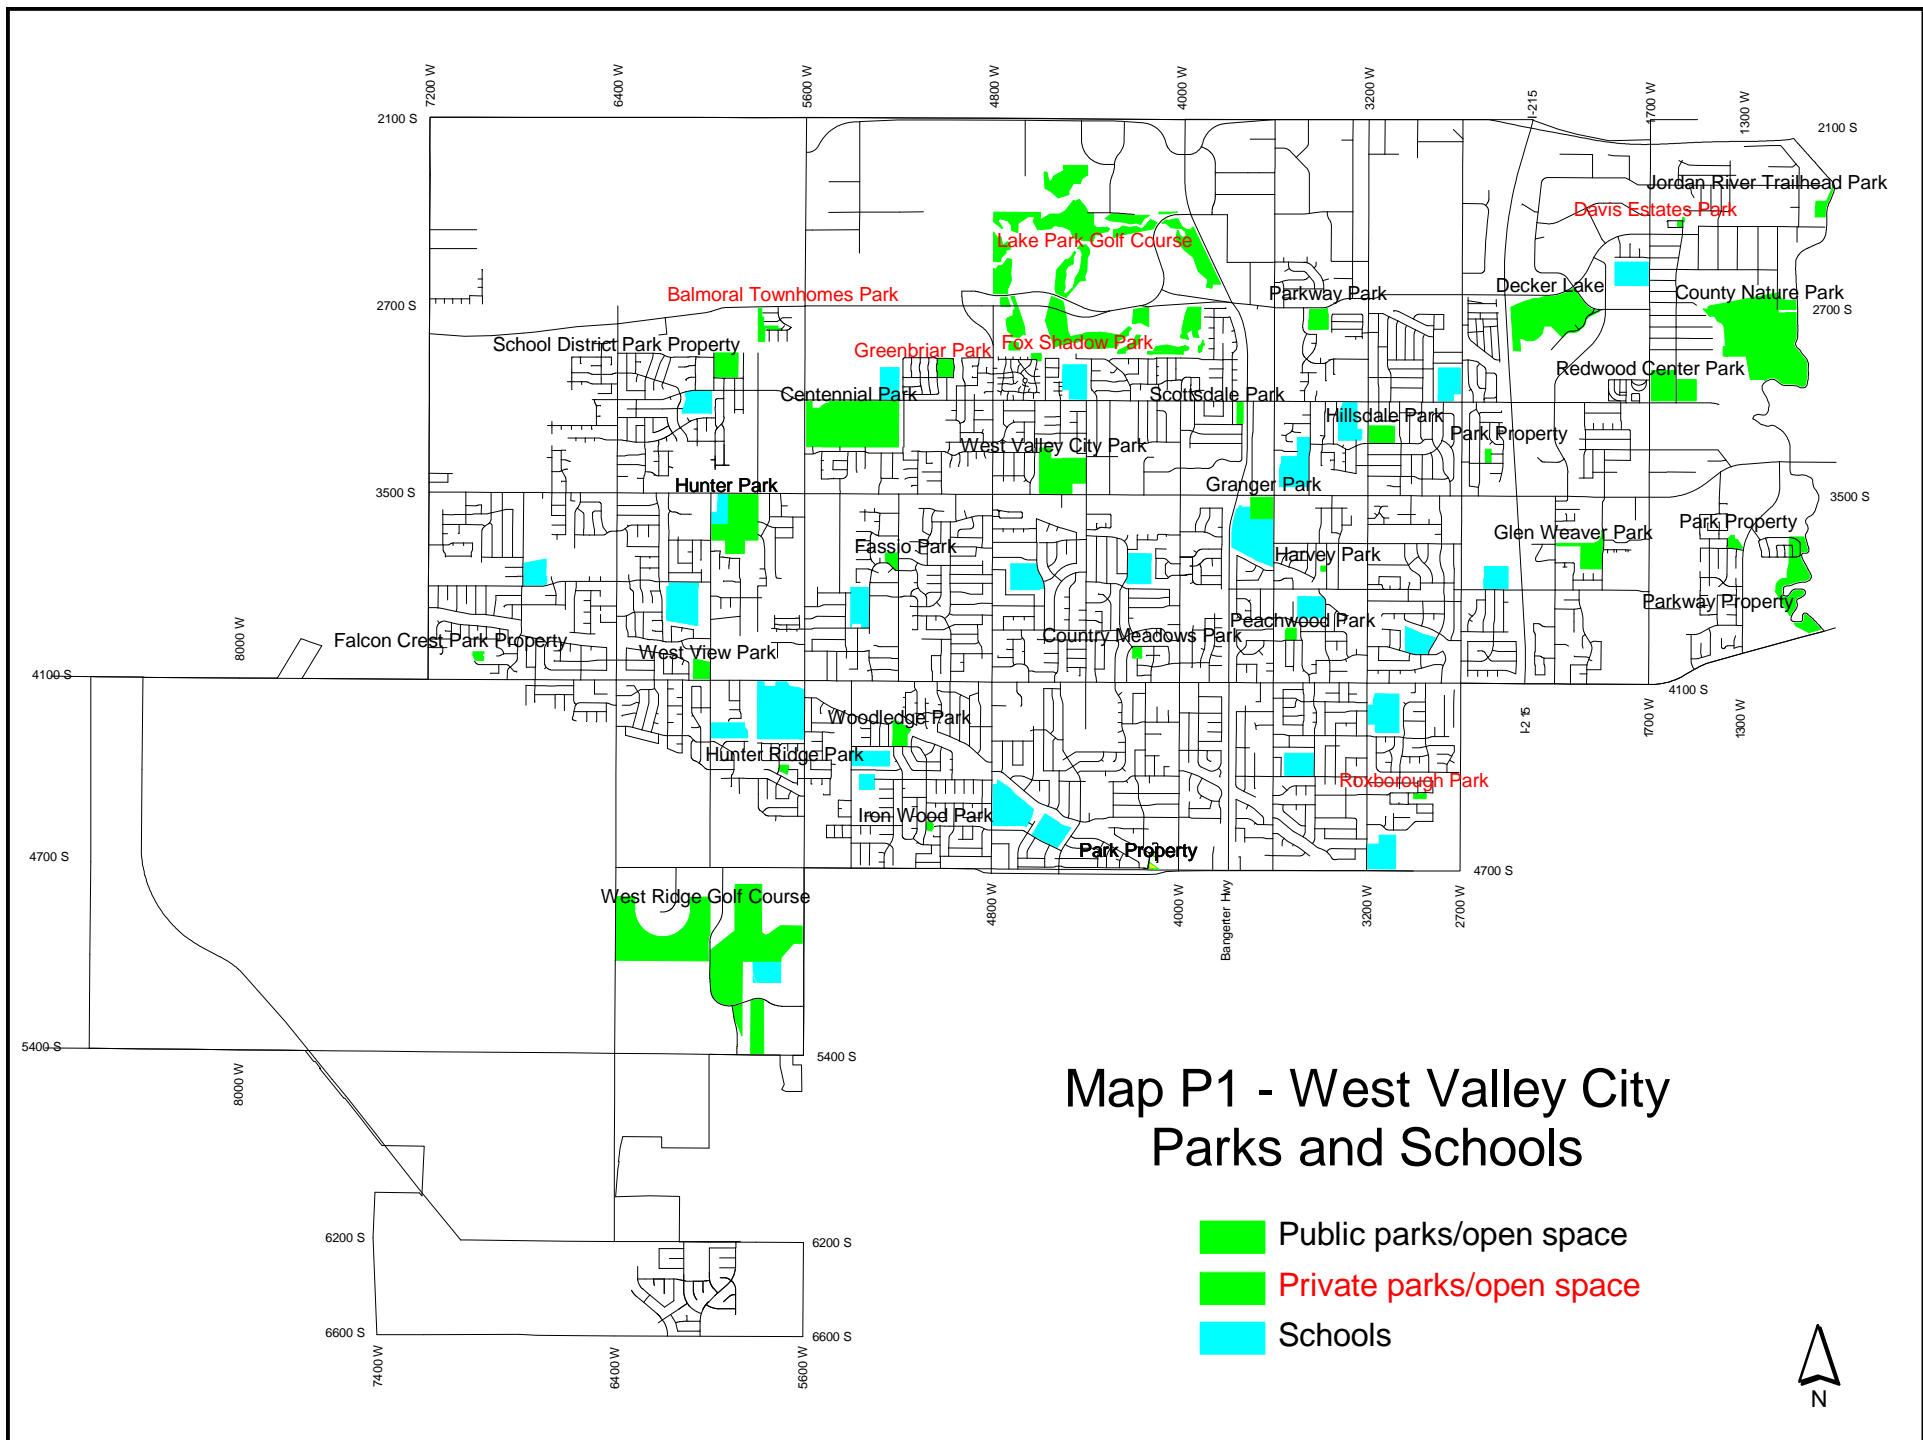 7200 W
6400 W
5600 W
4800 W
4000 W
3200 W
I-215
1700 W
1300 W
2100 S
2100 S
Jordan River Trailhead Park
Davis Estates Park
Lake Park Golf Course
Balmoral Townhomes Park
Parkway Park
Decker Lake
County Nature Park
2700 S
2700 S
School District Park Property
Greenbriar Park
Fox Shadow Park
Redwood Center Park
Centennial Park
Scottsdale Park
Hillsdale Park
Park Property
West Valley City Park
Hunter Park
Granger Park
3500 S
3500 S
Fassio Park
Harvey Park
Glen Weaver Park
Park Property
Parkway Property
8000 W
Falcon Crest Park Property
West View Park
Country Meadows Park
Peachwood Park
4100 S
4100 S
Woodledge Park
I-215
1700 W
1300 W
Hunter Ridge Park
Roxborough Park
Iron Wood Park
Park Property
4700 S
4700 S
West Ridge Golf Course
4800 W
4000 W
Bangerter Hwy
3200 W
2700 W
5400 S
5400 S
8000 W
Map P1 - West Valley City
Parks and Schools
Public parks/open space
Private parks/open space
Schools
6200 S
6200 S
6600 S
6600 S
7400 W
6400 W
5600 W
N